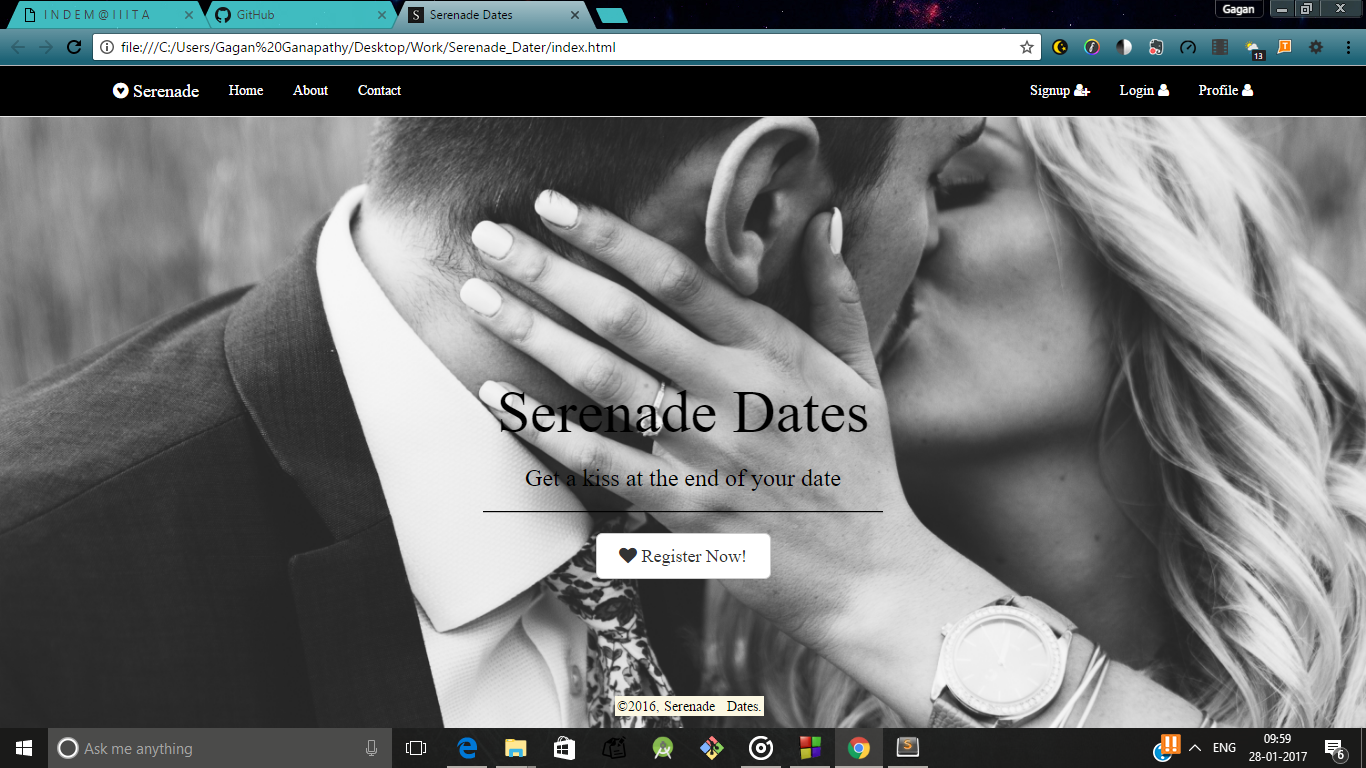 I N D E M @ I I I T A
GitHub
Serenade Dates
Gagan
file:///C:/Users/Gagan%20Ganapathy/Desktop/Work/Serenade_Dater/index.html
13
Serenade Home About Contact Signup Login Profile
Serenade Dates
Get a kiss at the end of your date
Register Now!
©2016, Serenade Dates.
Ask me anything
ENG
09:59
28-01-2017
6